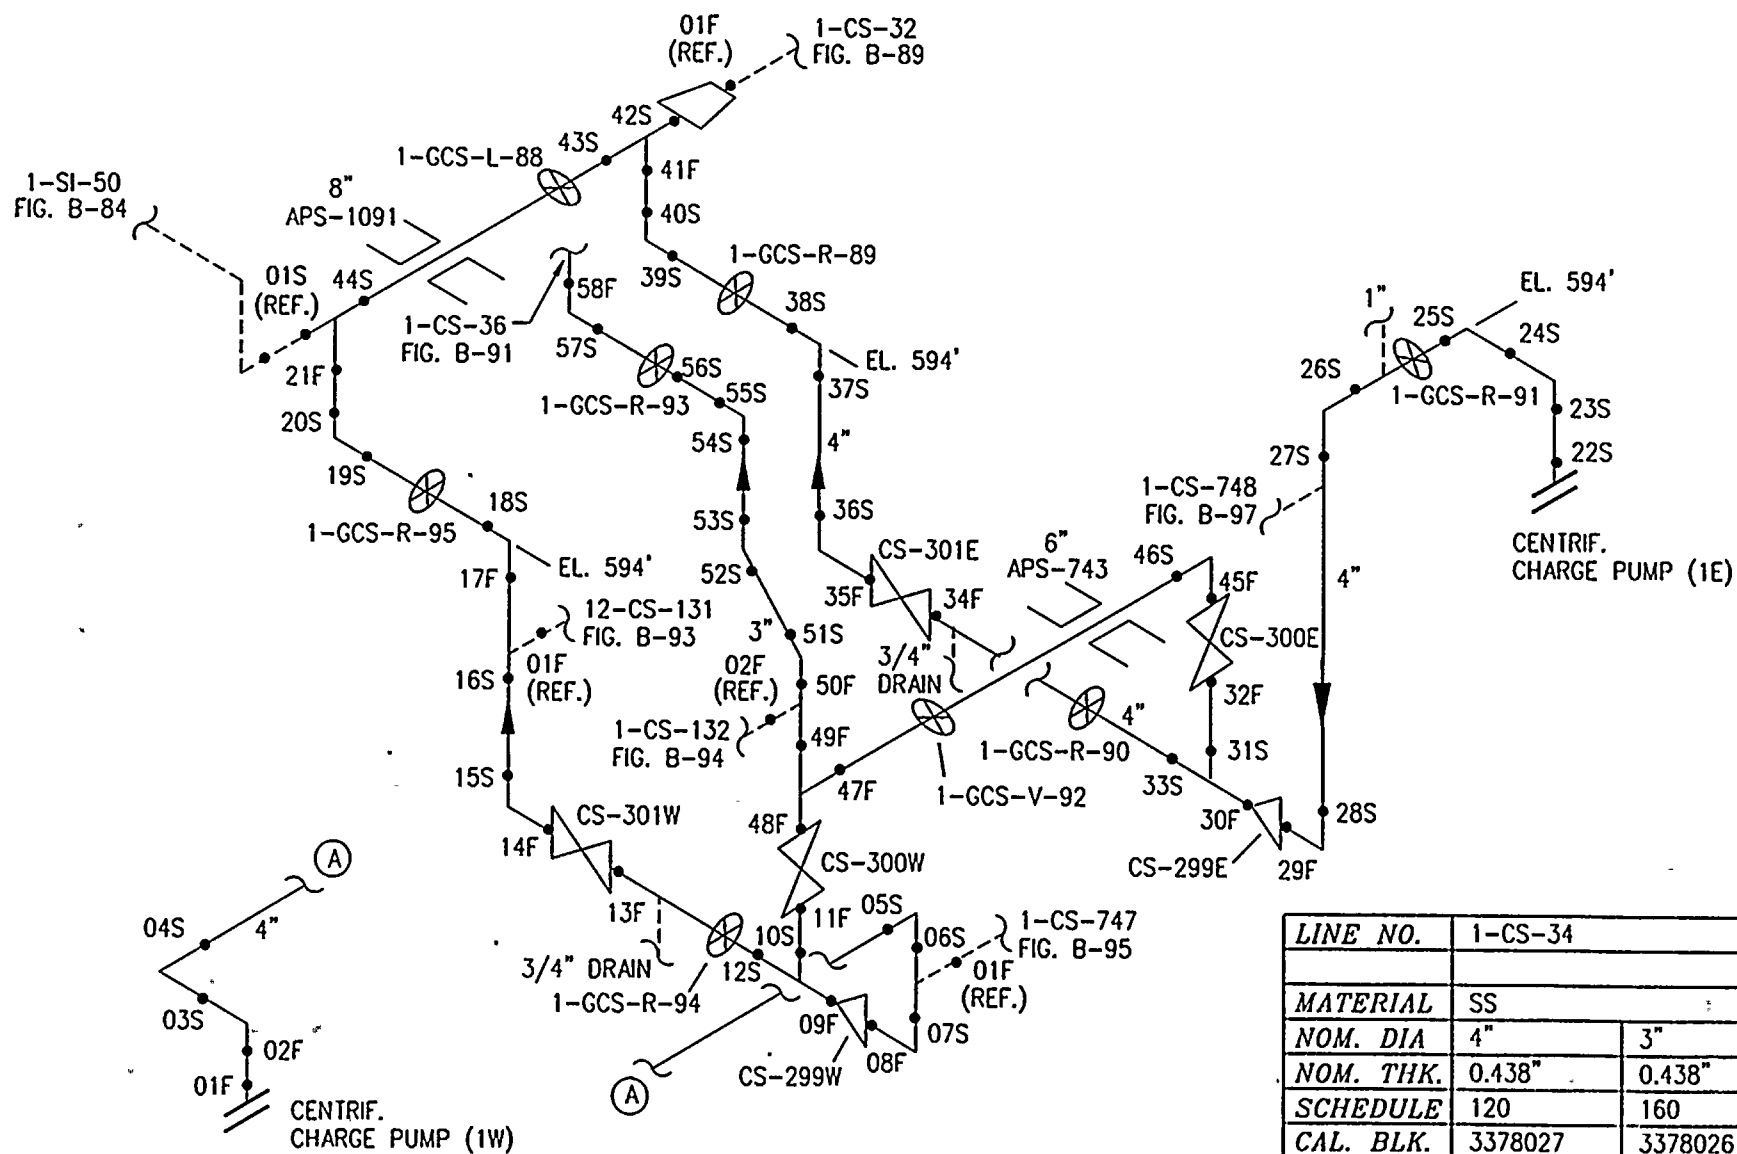 01F
(REF.)
1-CS-32
FIG. B-89
42S
43S
1-GCS-L-88
41F
40S
1-SI-50
FIG. B-84
8"
APS-1091
01S
(REF.)
44S
39S
1-GCS-R-89
38S
58F
1-CS-36
FIG. B-91
57S
56S
55S
1-GCS-R-93
EL. 594'
37S
21F
20S
19S
18S
1-GCS-R-95
54S
4"
53S
36S
EL. 594'
17F
52S
CS-301E
35F
34F
12-CS-131
FIG. B-93
16S
01F
(REF.)
3"
51S
02F
(REF.)
50F
3/4"
DRAIN
1-CS-132
FIG. B-94
49F
15S
47F
6"
APS-743
46S
45F
CS-300E
32F
4"
1-GCS-R-90
31S
33S
1-GCS-V-92
30F
CS-299E
29F
28S
1"
25S
EL. 594'
24S
26S
1-GCS-R-91
23S
22S
27S
1-CS-748
FIG. B-97
4"
CENTRIF.
CHARGE PUMP (1E)
CS-301W
14F
48F
CS-300W
13F
11F
05S
10S
06S
1-CS-747
FIG. B-95
01F
(REF.)
3/4" DRAIN
12S
1-GCS-R-94
09F
08F
07S
CS-299W
A
A
04S
4"
03S
02F
01F
CENTRIF.
CHARGE PUMP (1W)
LINE NO. 1-CS-34
MATERIAL SS
NOM. DIA 4" 3"
NOM. THK. 0.438" 0.438"
SCHEDULE 120 160
CAL. BLK. 3378027 3378026